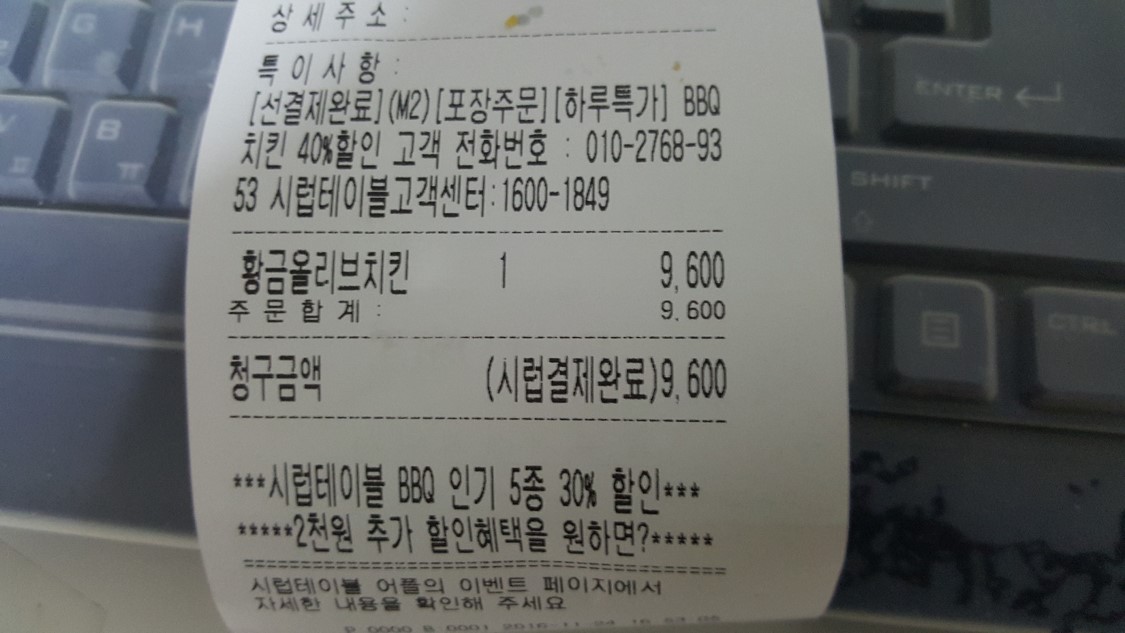 상세주소 :
특이사항 :
[선결제완료](M2)[포장주문][하루특가] BBQ
치킨 40%할인 고객 전화번호 : 010-2768-93
53 시럽테이블고객센터:1600-1849
황금올리브치킨 1 9,600
주문합계 : 9,600
청구금액 (시럽결제완료)9,600
***시럽테이블 BBQ 인기 5종 30% 할인***
*****2천원 추가 할인혜택을 원하면?*****
시럽테이블 어플의 이벤트 페이지에서
자세한 내용을 확인해 주세요
G
H
B
ㅠ
ENTER
SHIFT
CTRL